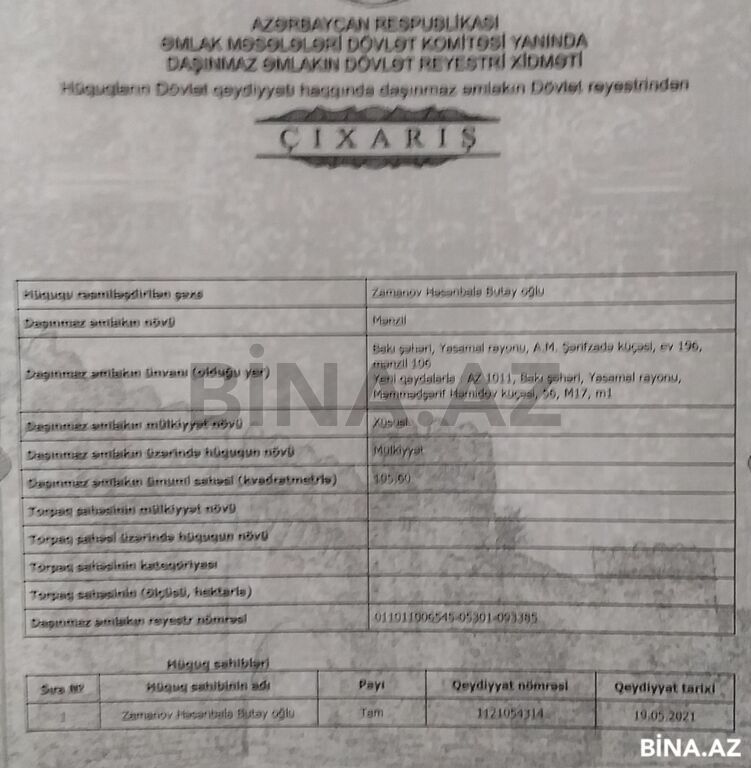 AZƏRBAYCAN RESPUBLİKASI
ƏMLAK MƏSƏLƏLƏRİ DÖVLƏT KOMİTƏSİ YANINDA
DAŞINMAZ ƏMLAKIN DÖVLƏT REYESTRİ XİDMƏTİ
Hüquqların Dövlət qeydiyyatı haqqında daşınmaz əmlakın Dövlət reyestrindən
ÇIXARIŞ
Hüququ rəsmiləşdirilən şəxs Zamanov Həsənbala Butay oğlu
Daşınmaz əmlakın növü Mənzil
Daşınmaz əmlakın ünvanı (olduğu yer) Bakı şəhəri, Yasamal rayonu, A.M. Şərifzadə küçəsi, ev 196,
mənzil 106
Yeni qaydalarla AZ 1011, Bakı şəhəri, Yasamal rayonu,
Məmmədşərif Həmidov küçəsi, 56, M17, m1
Daşınmaz əmlakın mülkiyyət növü Xüsusi
Daşınmaz əmlakın üzərində hüququn növü Mülkiyyət
Daşınmaz əmlakın ümumi sahəsi (kvadratmetrlə) 105,60
Torpaq sahəsinin mülkiyyət növü
Torpaq sahəsi üzərində hüququn növü
Torpaq sahəsinin kateqoriyası
Torpaq sahəsinin (ölçüsü, hektarla)
Daşınmaz əmlakın reyestr nömrəsi 011011006545-05301-093385
Hüquq sahibləri
Sıra № Hüquq sahibinin adı Payı Qeydiyyat nömrəsi Qeydiyyat tarixi
1 Zamanov Həsənbala Butay oğlu Tam 1121054314 19.05.2021
BİNA.AZ
BİNA.AZ